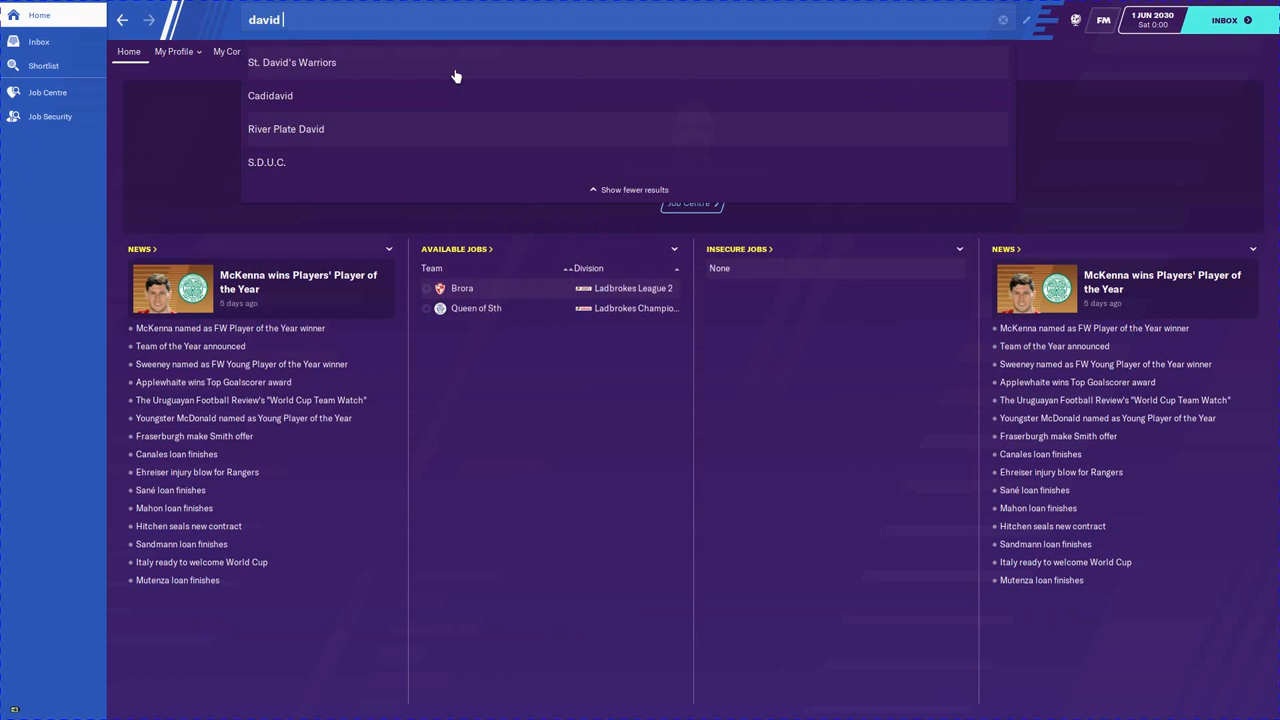 Home
Inbox
Shortlist
Job Centre
Job Security
david
FM
1 JUN 2030
Sat 0:00
INBOX
Home
My Profile
My Cor
St. David's Warriors
Cadidavid
River Plate David
S.D.U.C.
Show fewer results
Job Centre
NEWS
McKenna wins Players' Player of
the Year
5 days ago
McKenna named as FW Player of the Year winner
Team of the Year announced
Sweeney named as FW Young Player of the Year winner
Applewhaite wins Top Goalscorer award
The Uruguayan Football Review's "World Cup Team Watch"
Youngster McDonald named as Young Player of the Year
Fraserburgh make Smith offer
Canales loan finishes
Ehreiser injury blow for Rangers
Sané loan finishes
Mahon loan finishes
Hitchen seals new contract
Sandmann loan finishes
Italy ready to welcome World Cup
Mutenza loan finishes
AVAILABLE JOBS
Team Division
Brora Ladbrokes League 2
Queen of Sth Ladbrokes Champio...
INSECURE JOBS
None
NEWS
McKenna wins Players' Player of
the Year
5 days ago
McKenna named as FW Player of the Year winner
Team of the Year announced
Sweeney named as FW Young Player of the Year winner
Applewhaite wins Top Goalscorer award
The Uruguayan Football Review's "World Cup Team Watch"
Youngster McDonald named as Young Player of the Year
Fraserburgh make Smith offer
Canales loan finishes
Ehreiser injury blow for Rangers
Sané loan finishes
Mahon loan finishes
Hitchen seals new contract
Sandmann loan finishes
Italy ready to welcome World Cup
Mutenza loan finishes